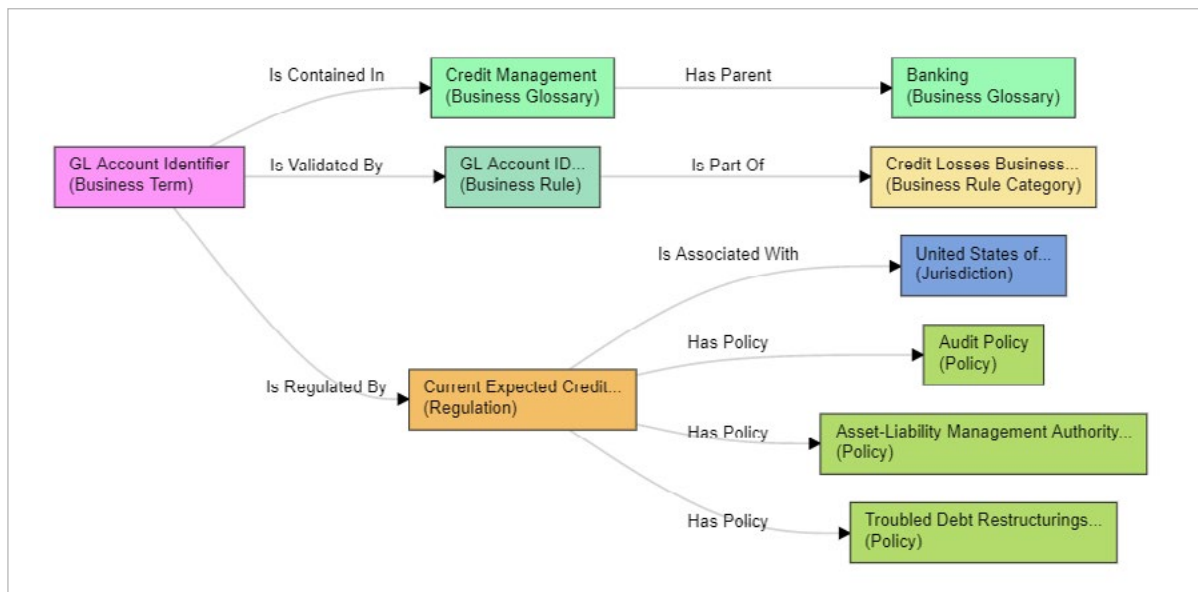 Is Contained In
Credit Management
(Business Glossary)
Has Parent
Banking
(Business Glossary)
GL Account Identifier
(Business Term)
Is Validated By
GL Account ID...
(Business Rule)
Is Part Of
Credit Losses Business...
(Business Rule Category)
Is Associated With
United States of...
(Jurisdiction)
Has Policy
Audit Policy
(Policy)
Is Regulated By
Current Expected Credit...
(Regulation)
Has Policy
Asset-Liability Management Authority...
(Policy)
Has Policy
Troubled Debt Restructurings...
(Policy)